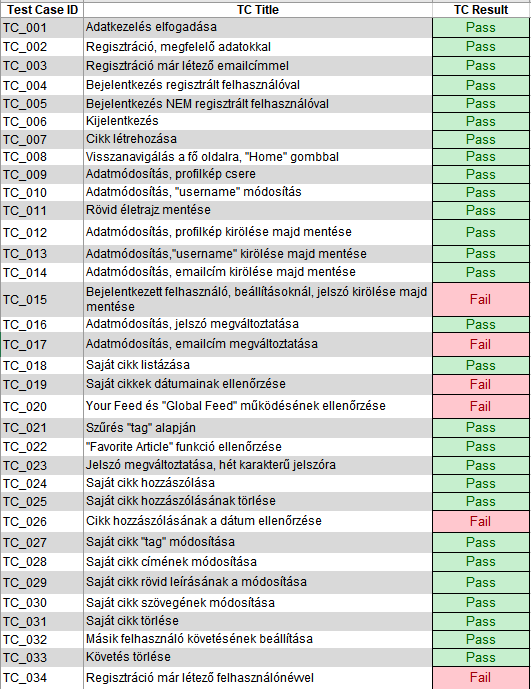 Test Case ID TC Title TC Result
TC_001 Adatkezelés elfogadása Pass
TC_002 Regisztráció, megfelelő adatokkal Pass
TC_003 Regisztráció már létező emailcímmel Pass
TC_004 Bejelentkezés regisztrált felhasználóval Pass
TC_005 Bejelentkezés NEM regisztrált felhasználóval Pass
TC_006 Kijelentkezés Pass
TC_007 Cikk létrehozása Pass
TC_008 Visszanavigálás a fő oldalra, "Home" gombbal Pass
TC_009 Adatmódosítás, profilkép csere Pass
TC_010 Adatmódosítás, "username" módosítás Pass
TC_011 Rövid életrajz mentése Pass
TC_012 Adatmódosítás, profilkép kirölése majd mentése Pass
TC_013 Adatmódosítás,"username" kirölése majd mentése Pass
TC_014 Adatmódosítás, emailcím kirölése majd mentése Pass
TC_015 Bejelentkezett felhasználó, beállításoknál, jelszó kirölése majd
mentése Fail
TC_016 Adatmódosítás, jelszó megváltoztatása Pass
TC_017 Adatmódosítás, emailcím megváltoztatása Fail
TC_018 Saját cikk listázása Pass
TC_019 Saját cikkek dátumainak ellenőrzése Fail
TC_020 Your Feed és "Global Feed" működésének ellenőrzése Fail
TC_021 Szűrés "tag" alapján Pass
TC_022 "Favorite Article" funkció ellenőrzése Pass
TC_023 Jelszó megváltoztatása, hét karakterű jelszóra Pass
TC_024 Saját cikk hozzászólása Pass
TC_025 Saját cikk hozzászólásának törlése Pass
TC_026 Cikk hozzászólásának a dátum ellenőrzése Fail
TC_027 Saját cikk "tag" módosítása Pass
TC_028 Saját cikk címének módosítása Pass
TC_029 Saját cikk rövid leírásának a módosítása Pass
TC_030 Saját cikk szövegének módosítása Pass
TC_031 Saját cikk törlése Pass
TC_032 Másik felhasználó követésének beállítása Pass
TC_033 Követés törlése Pass
TC_034 Regisztráció már létező felhasználónévvel Fail